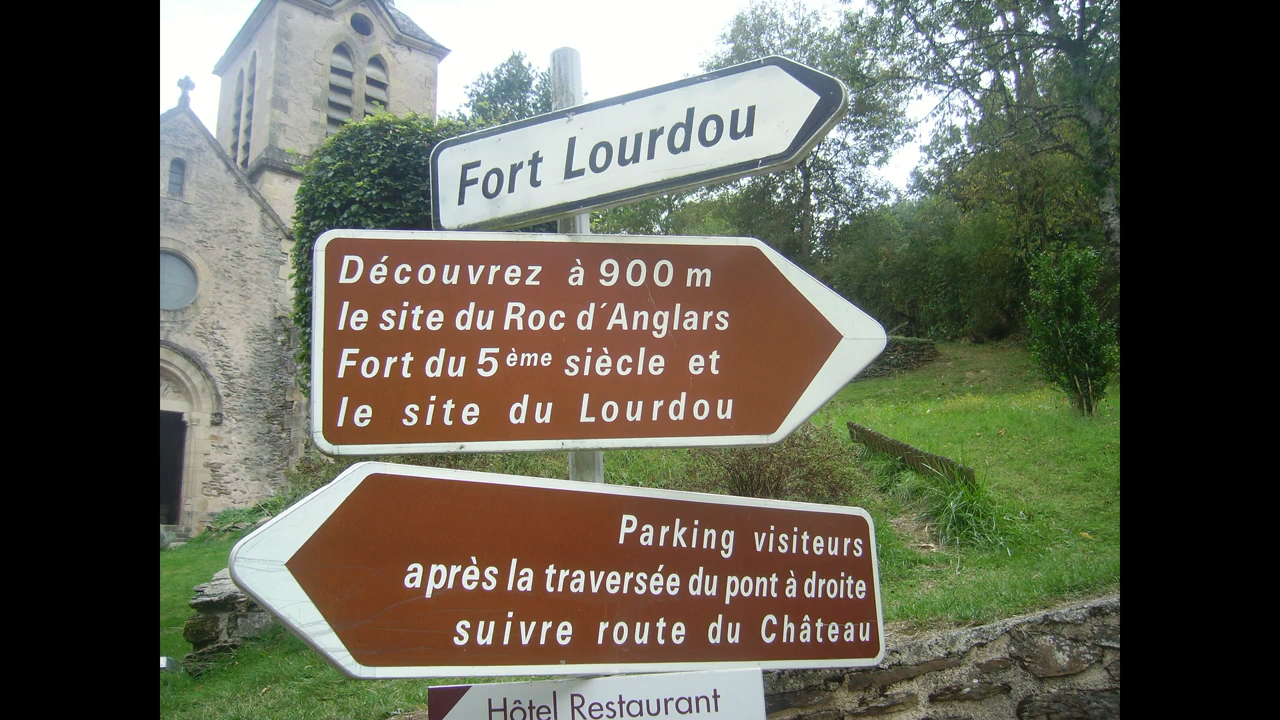 Fort Lourdou
Découvrez à 900 m
le site du Roc d'Anglars
Fort du 5ème siècle et
le site du Lourdou
Parking visiteurs
après la traversée du pont à droite
suivre route du Château
Hôtel Restaurant